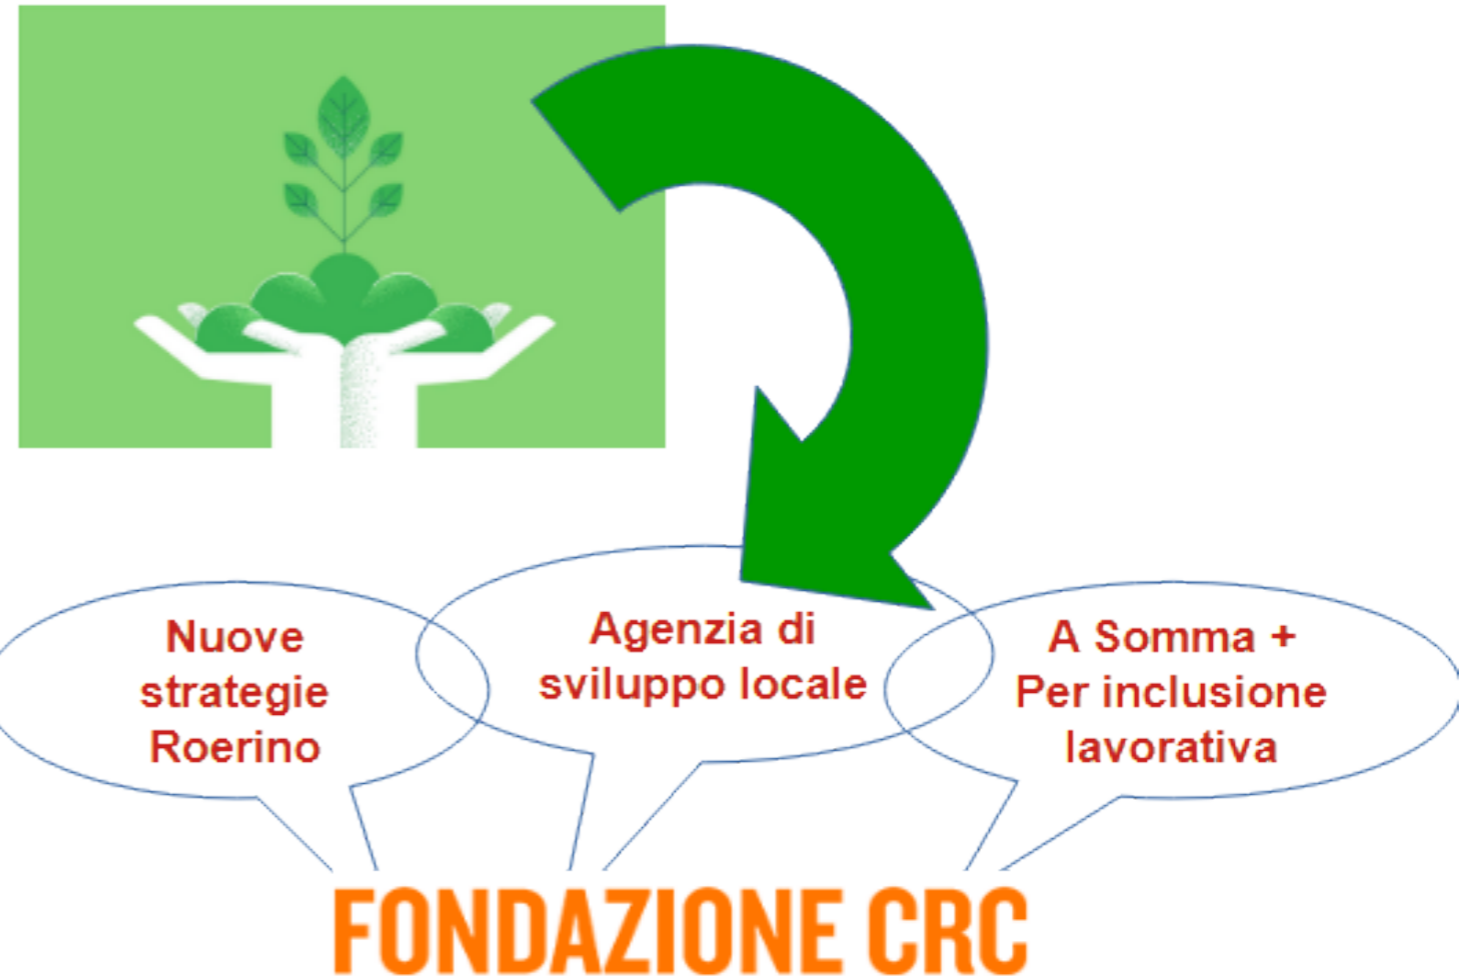 Nuove
strategie
Roerino
Agenzia di
sviluppo locale
A Somma +
Per inclusione
lavorativa
FONDAZIONE CRC